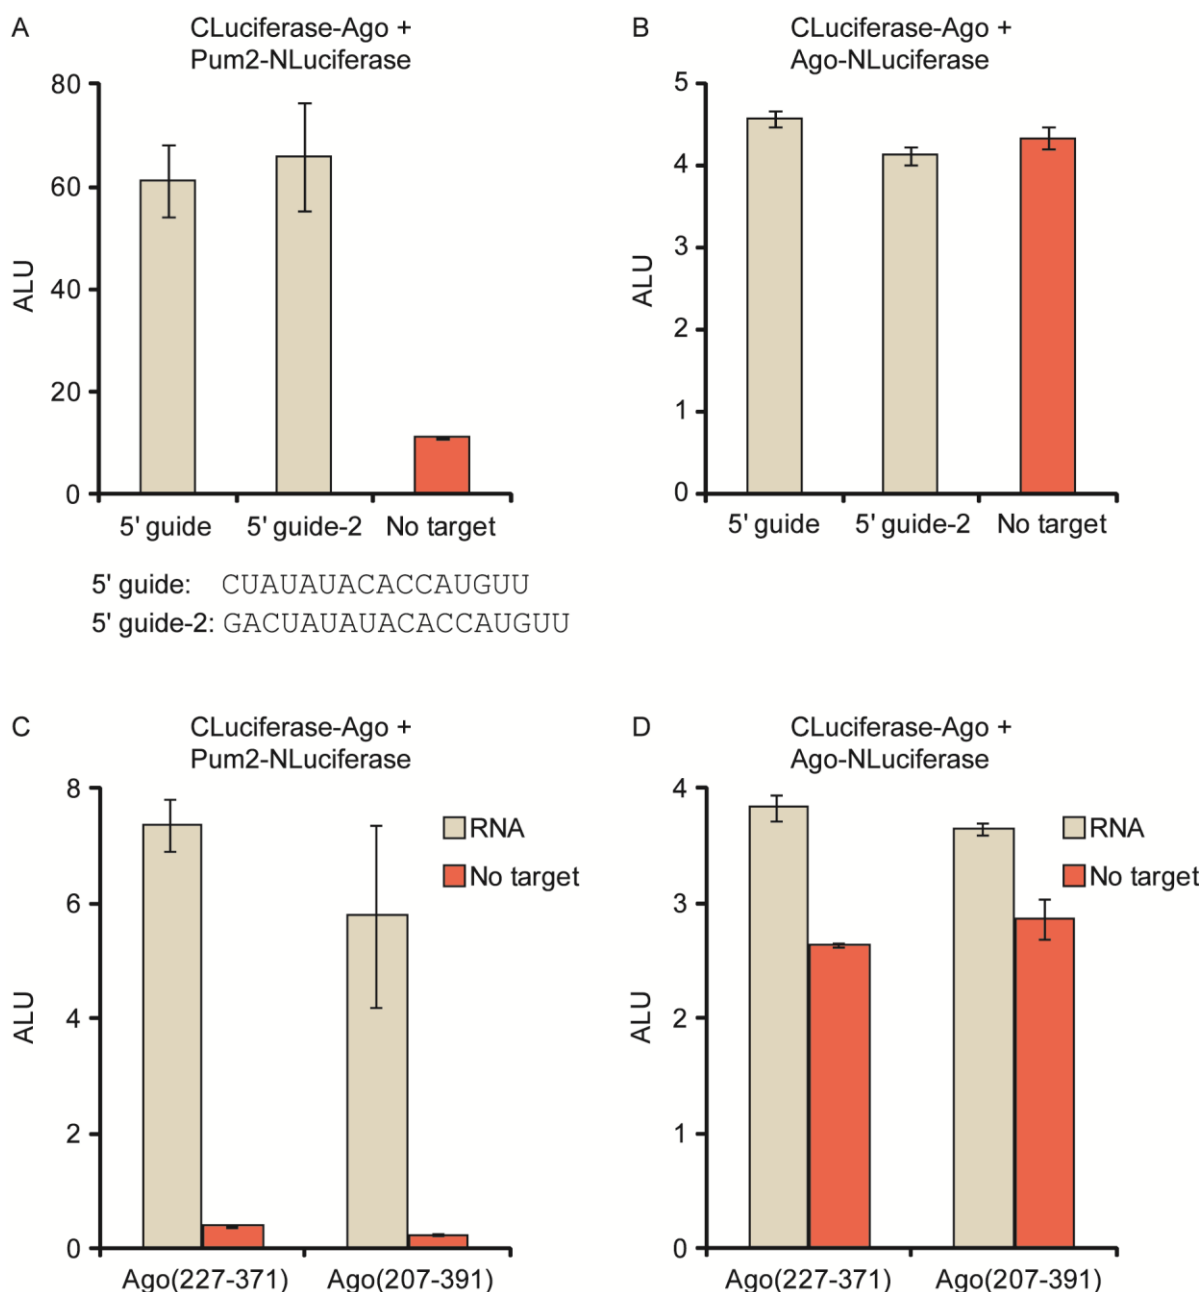 A
CLuciferase-Ago +
Pum2-NLuciferase
80
60
40
20
0
ALU
5' guide
5' guide-2
No target
5' guide: CUAUAUACACCAUGUU
5' guide-2: GACUAUAUACACCAUGUU
B
CLuciferase-Ago +
Ago-NLuciferase
5
4
3
2
1
0
ALU
5' guide
5' guide-2
No target
C
CLuciferase-Ago +
Pum2-NLuciferase
8
6
4
2
0
ALU
RNA
No target
Ago(227-371)
Ago(207-391)
D
CLuciferase-Ago +
Ago-NLuciferase
4
3
2
1
0
ALU
RNA
No target
Ago(227-371)
Ago(207-391)